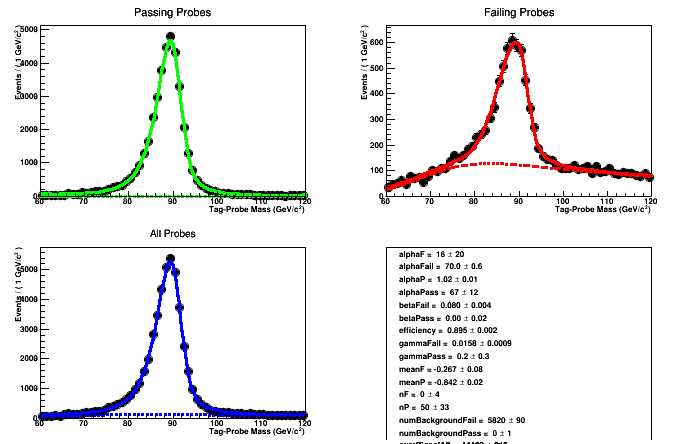 Passing Probes
Events / ( 1 GeV/c² )
5000
4000
3000
2000
1000
0
60 70 80 90 100 110 120
Tag-Probe Mass (GeV/c²)
Failing Probes
Events / ( 1 GeV/c² )
600
500
400
300
200
100
60 70 80 90 100 110 120
Tag-Probe Mass (GeV/c²)
All Probes
Events / ( 1 GeV/c² )
5000
4000
3000
2000
1000
0
60 70 80 90 100 110 120
Tag-Probe Mass (GeV/c²)
alphaF = 16 ± 20
alphaFail = 70.0 ± 0.6
alphaP = 1.02 ± 0.01
alphaPass = 67 ± 12
betaFail = 0.080 ± 0.004
betaPass = 0.00 ± 0.02
efficiency = 0.895 ± 0.002
gammaFail = 0.0158 ± 0.0009
gammaPass = 0.2 ± 0.3
meanF = -0.267 ± 0.08
meanP = -0.842 ± 0.02
nF = 0 ± 4
nP = 50 ± 33
numBackgroundFail = 5820 ± 90
numBackgroundPass = 0 ± 1